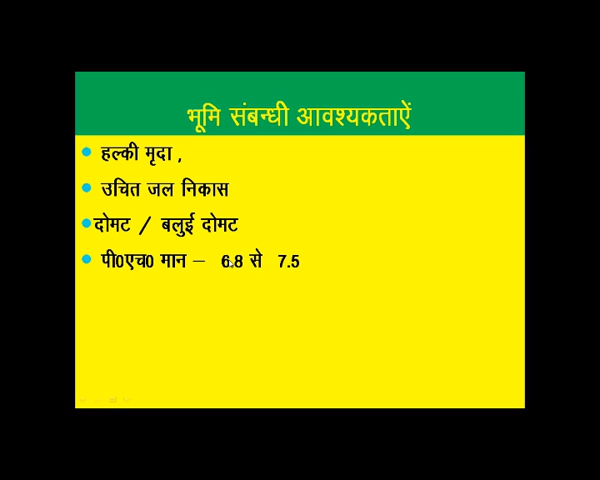 भूमि संबन्धी आवश्यकताऐं
हल्की मृदा ,
उचित जल निकास
दोमट / बलुई दोमट
पी0एच0 मान – 6.8 से 7.5